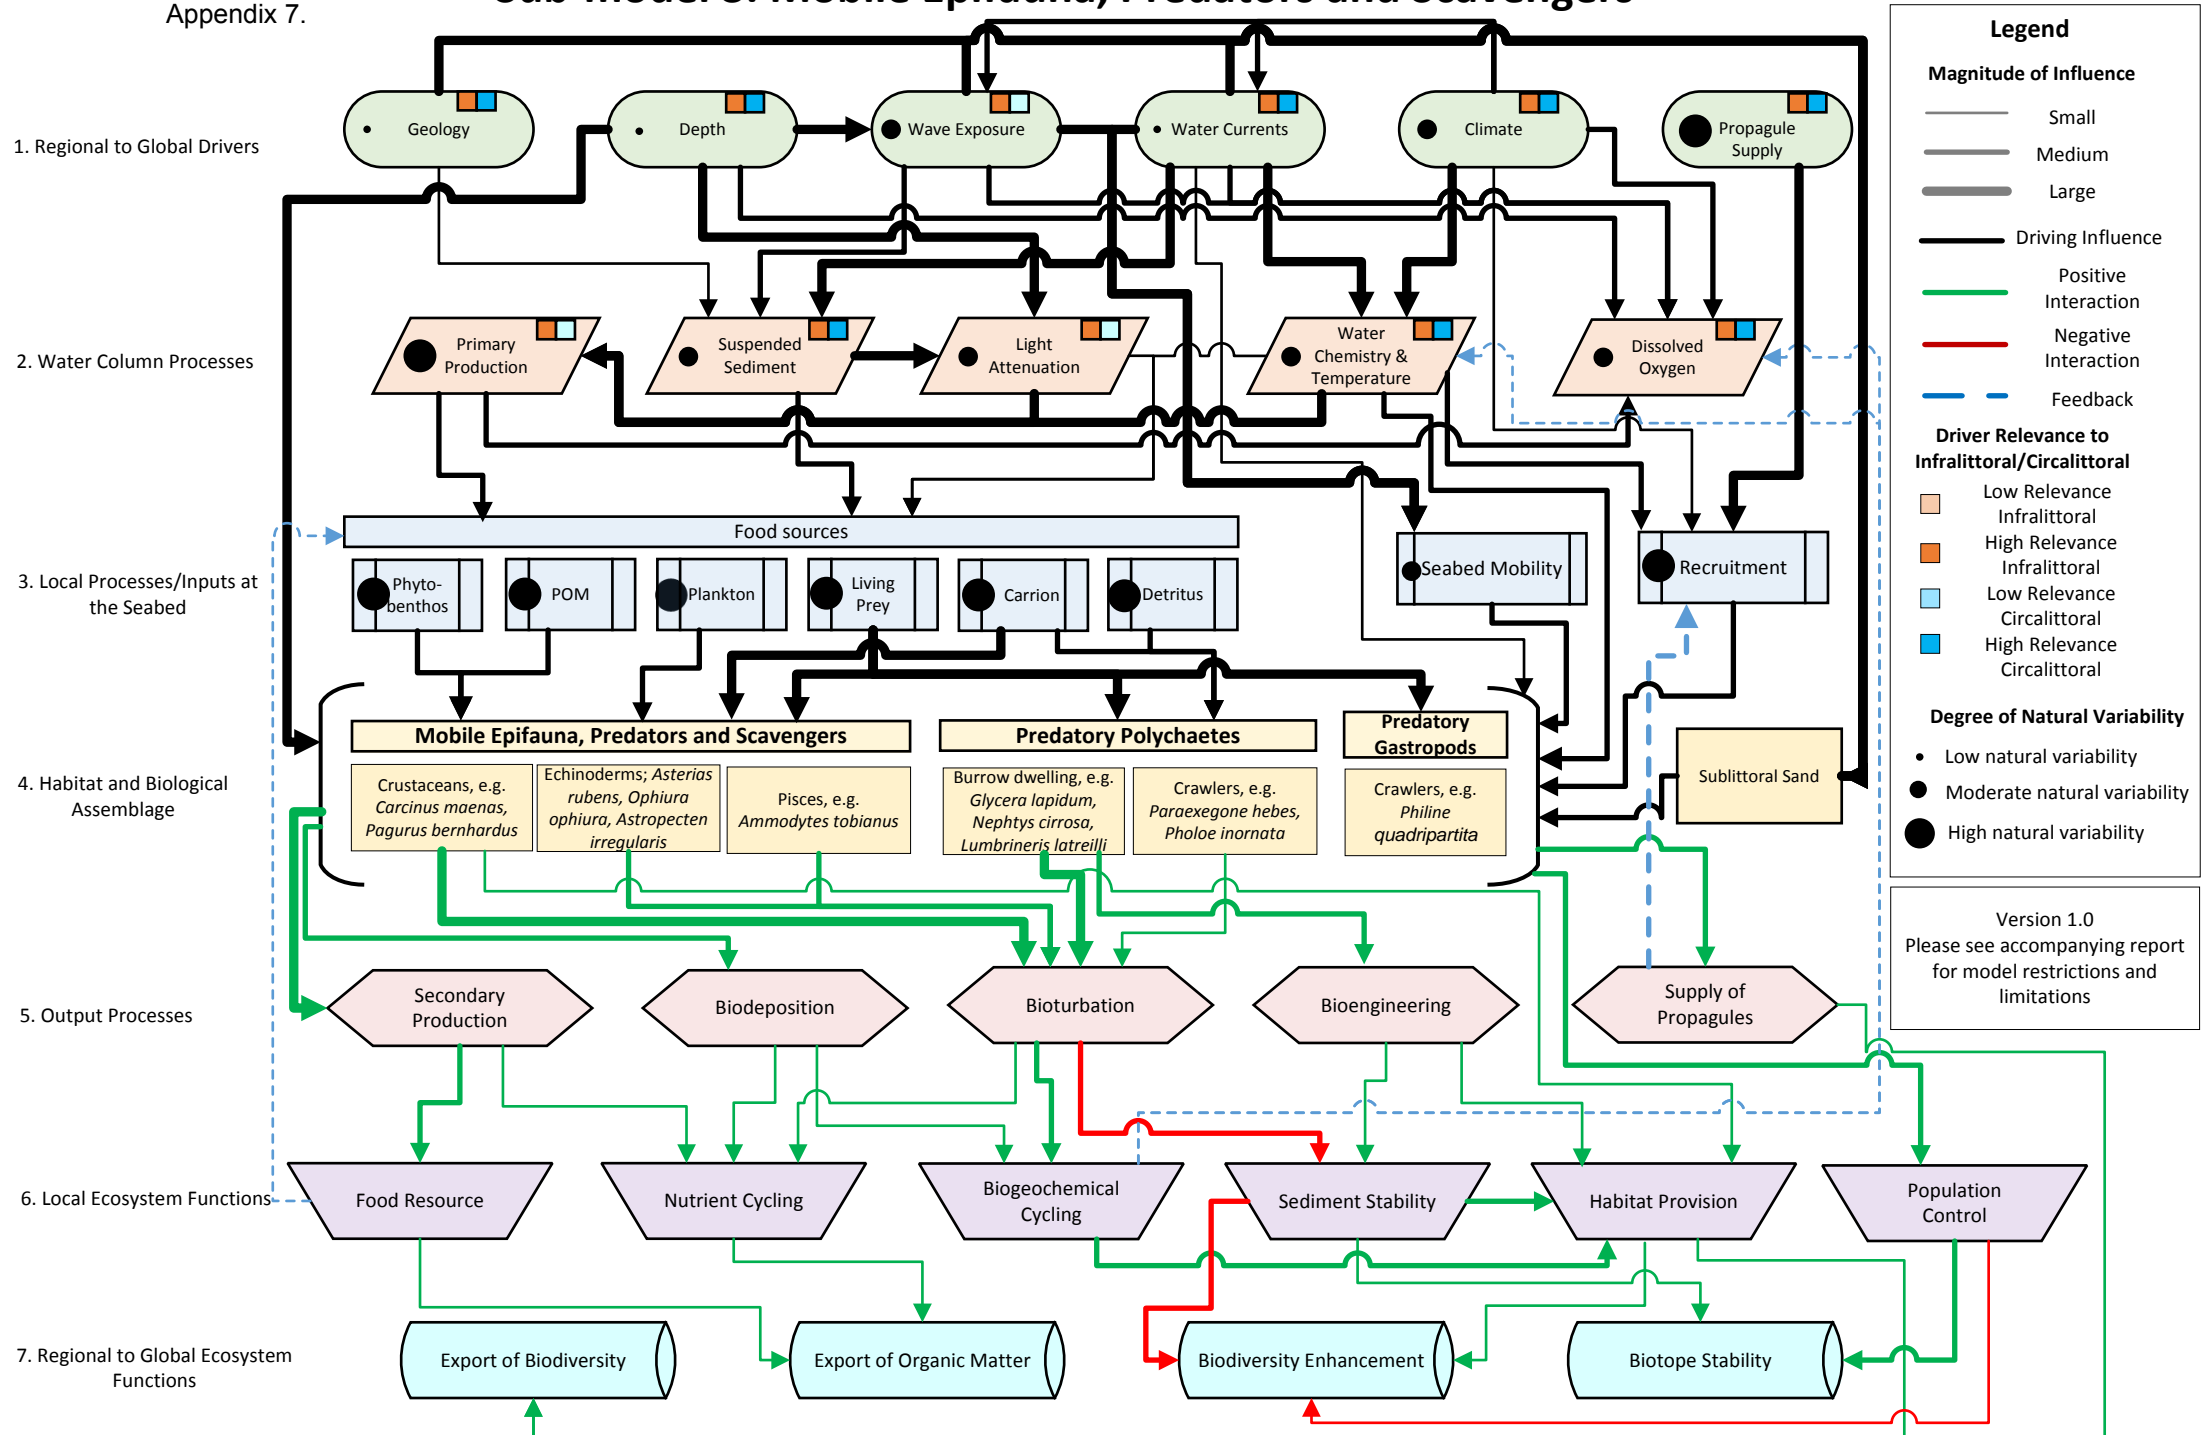 Appendix 7.
Sub-model 3: Mobile Epifauna, Predators and Scavengers
1. Regional to Global Drivers
Geology
Depth
Wave Exposure
Water Currents
Climate
Propagule
Supply
2. Water Column Processes
Primary
Production
Suspended
Sediment
Light
Attenuation
Water
Chemistry &
Temperature
Dissolved
Oxygen
3. Local Processes/Inputs at
the Seabed
Food sources
Phyto-
benthos
POM
Plankton
Living
Prey
Carrion
Detritus
Seabed Mobility
Recruitment
4. Habitat and Biological
Assemblage
Mobile Epifauna, Predators and Scavengers
Crustaceans, e.g.
Carcinus maenas,
Pagurus bernhardus
Echinoderms; Asterias
rubens, Ophiura
ophiura, Astropecten
irregularis
Pisces, e.g.
Ammodytes tobianus
Predatory Polychaetes
Burrow dwelling, e.g.
Glycera lapidum,
Nephtys cirrosa,
Lumbrineris latreilli
Crawlers, e.g.
Paraexegone hebes,
Pholoe inornata
Predatory
Gastropods
Crawlers, e.g.
Philine
quadripartita
Sublittoral Sand
5. Output Processes
Secondary
Production
Biodeposition
Bioturbation
Bioengineering
Supply of
Propagules
6. Local Ecosystem Functions
Food Resource
Nutrient Cycling
Biogeochemical
Cycling
Sediment Stability
Habitat Provision
Population
Control
7. Regional to Global Ecosystem
Functions
Export of Biodiversity
Export of Organic Matter
Biodiversity Enhancement
Biotope Stability
Legend
Magnitude of Influence
Small
Medium
Large
Driving Influence
Positive
Interaction
Negative
Interaction
Feedback
Driver Relevance to
Infralittoral/Circalittoral
Low Relevance
Infralittoral
High Relevance
Infralittoral
Low Relevance
Circalittoral
High Relevance
Circalittoral
Degree of Natural Variability
Low natural variability
Moderate natural variability
High natural variability
Version 1.0
Please see accompanying report
for model restrictions and
limitations